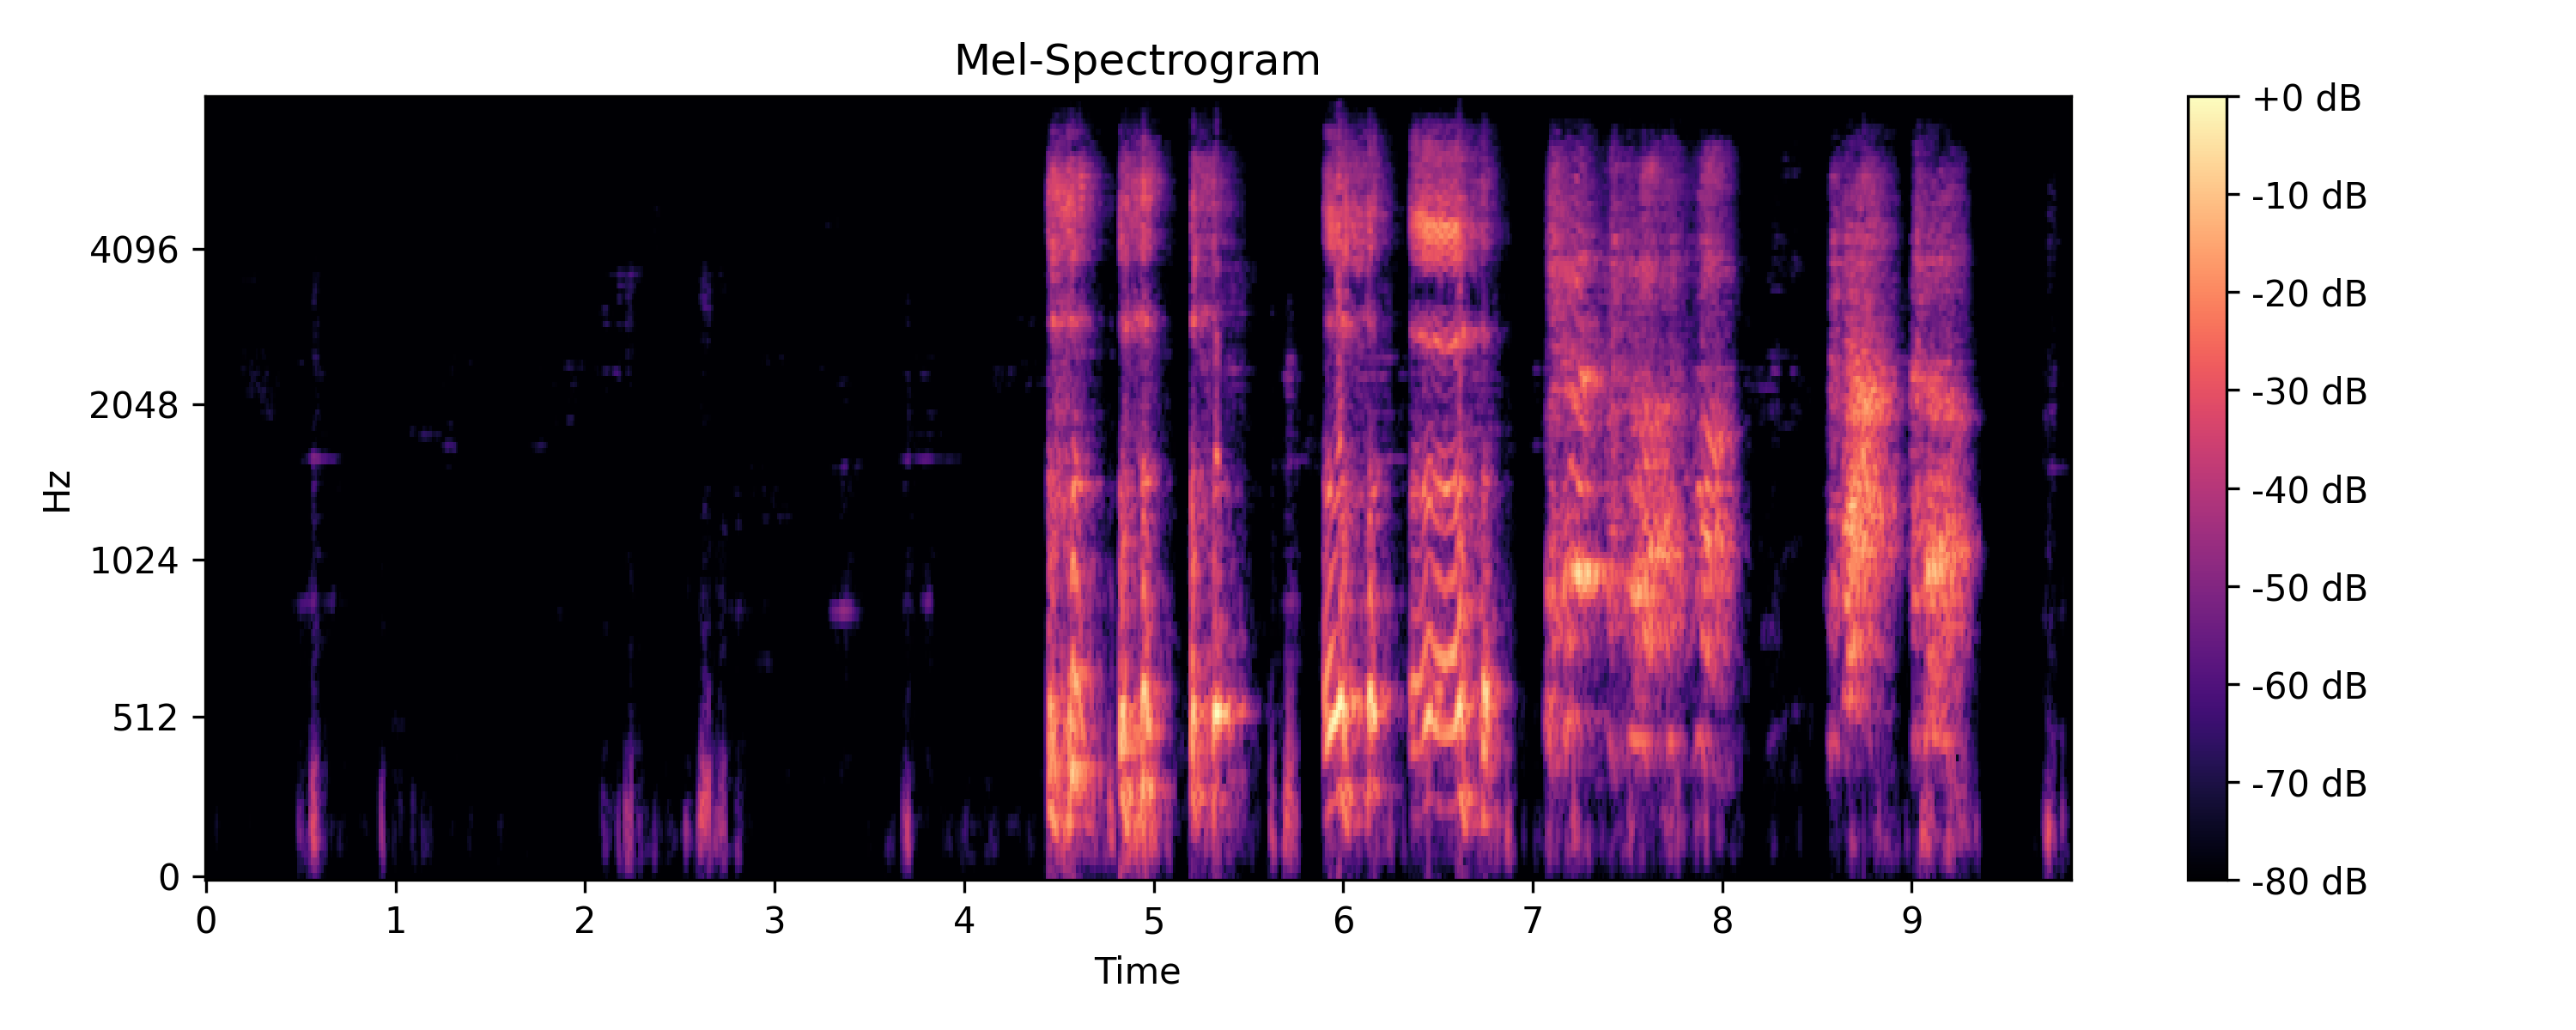 Mel-Spectrogram
Hz
4096
2048
1024
512
0
0 1 2 3 4 5 6 7 8 9
Time
+0 dB
-10 dB
-20 dB
-30 dB
-40 dB
-50 dB
-60 dB
-70 dB
-80 dB